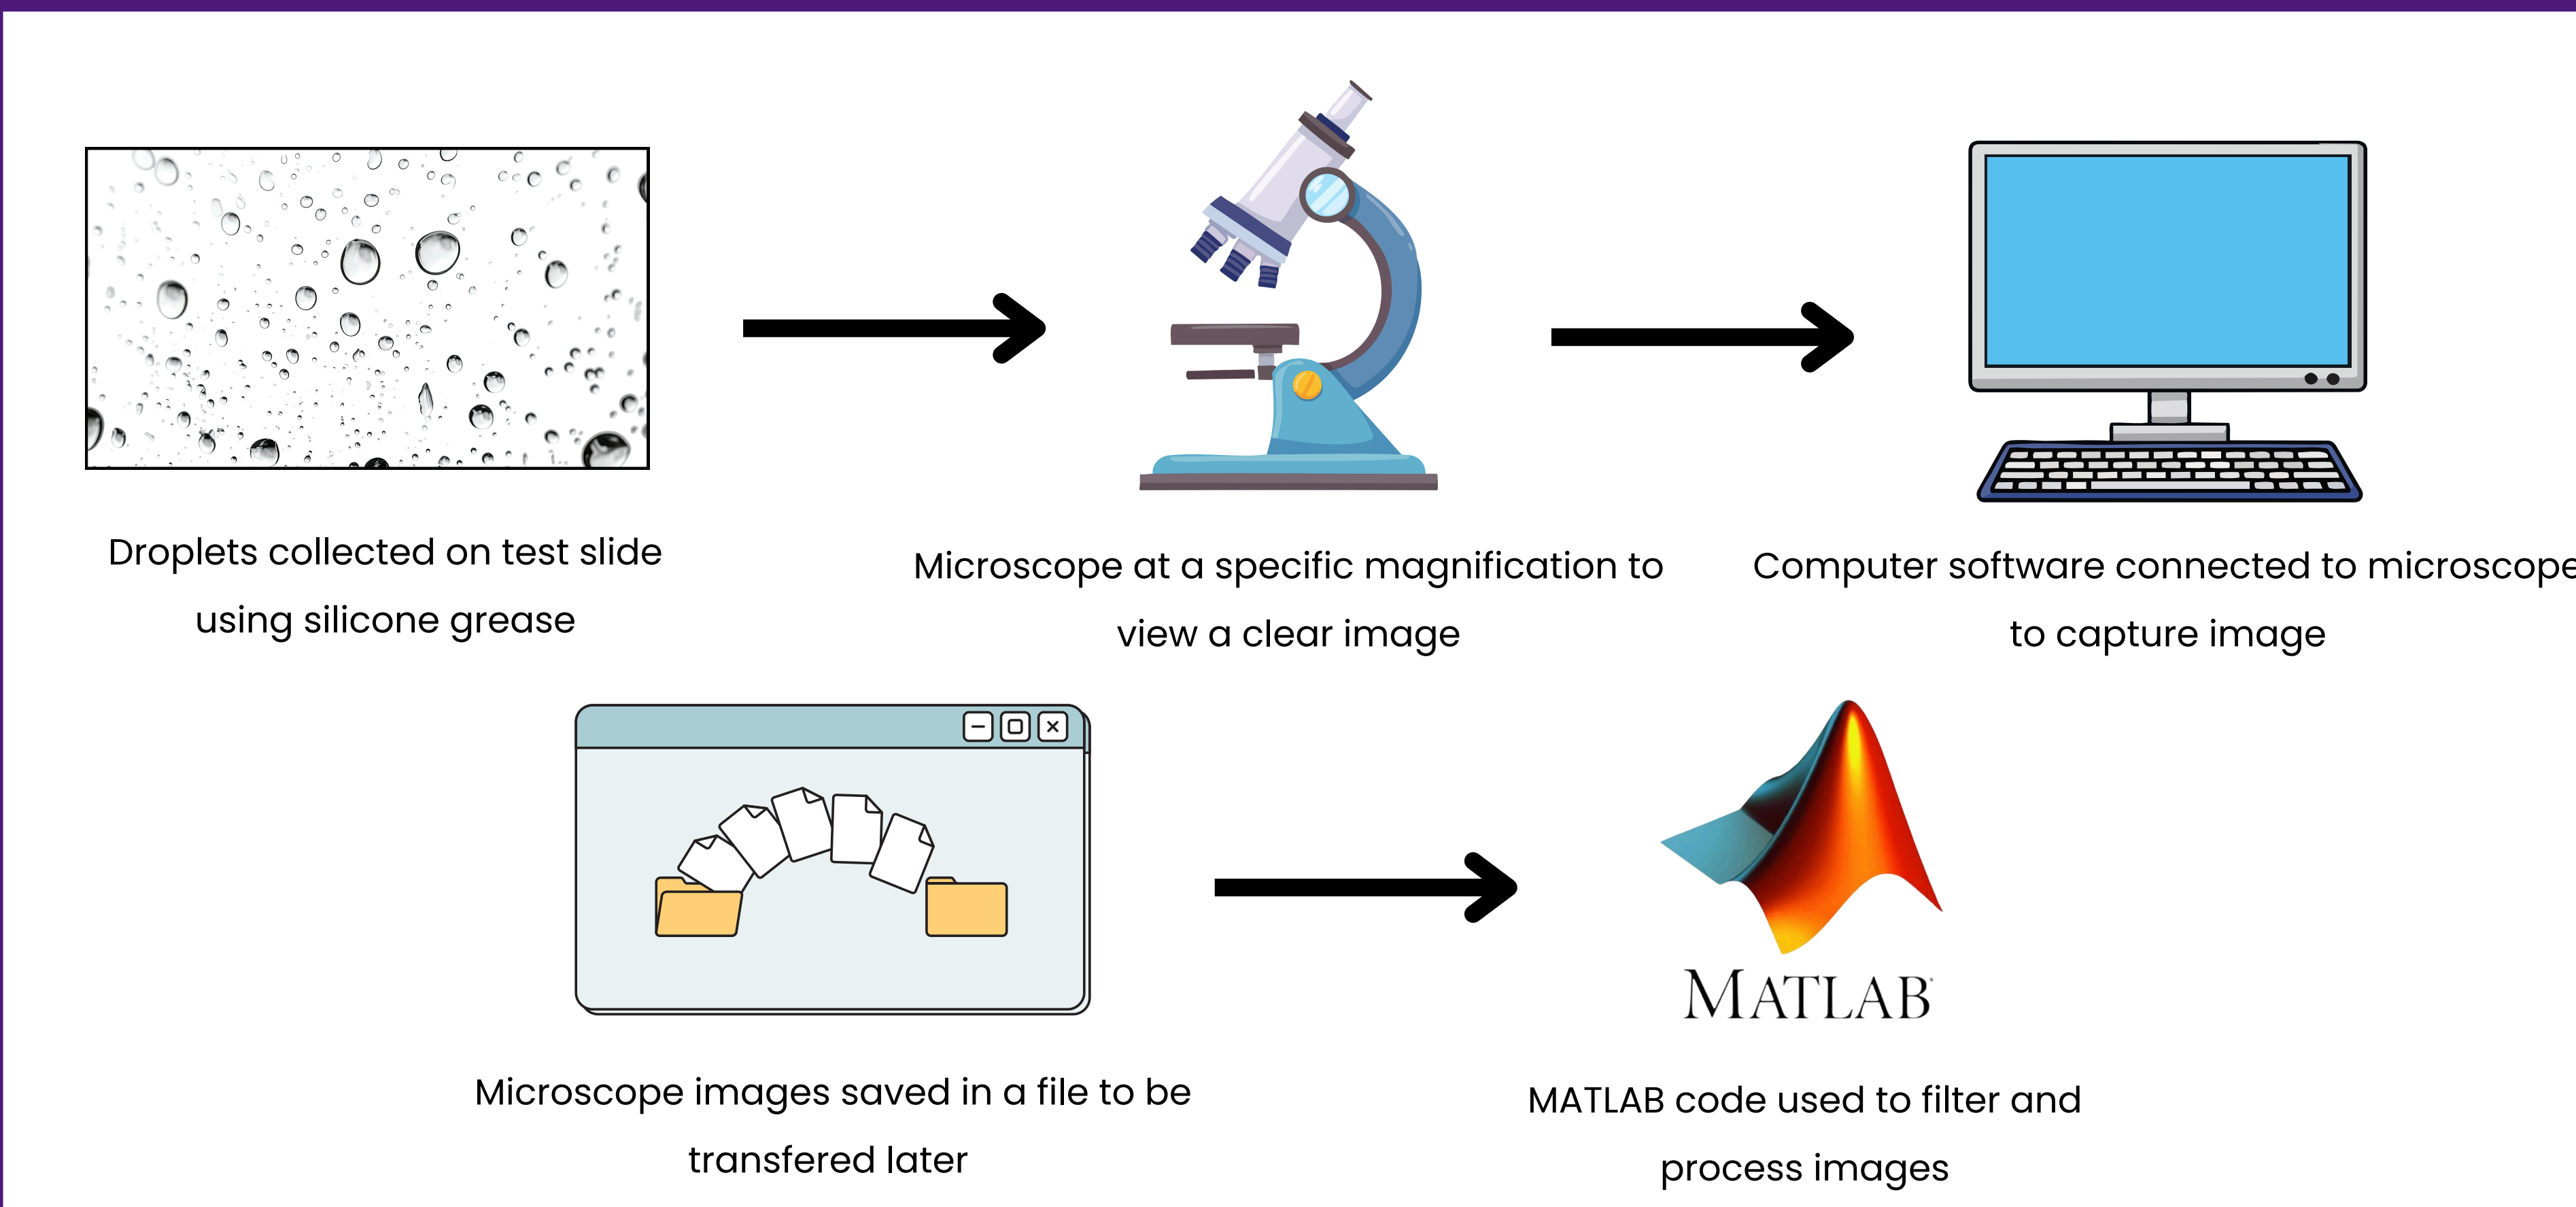 Droplets collected on test slide
using silicone grease
Microscope at a specific magnification to
view a clear image
Computer software connected to microscope
to capture image
MATLAB
Microscope images saved in a file to be
transfered later
MATLAB code used to filter and
process images